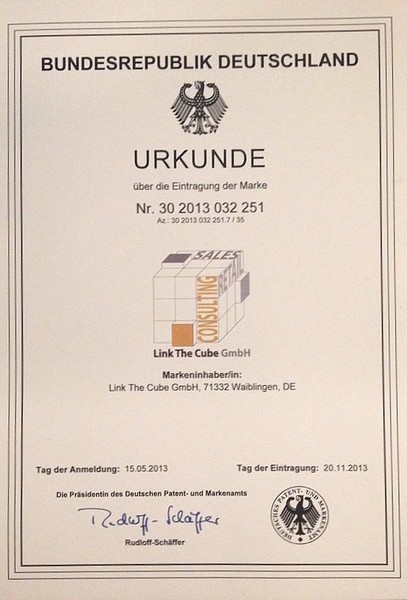 BUNDESREPUBLIK DEUTSCHLAND
URKUNDE
über die Eintragung der Marke
Nr. 30 2013 032 251
Az.: 30 2013 032 251.7 / 35
SALES
RETAIL
CONSULTING
Link The Cube GmbH
Markeninhaber/in:
Link The Cube GmbH, 71332 Waiblingen, DE
Tag der Anmeldung: 15.05.2013
Tag der Eintragung: 20.11.2013
Die Präsidentin des Deutschen Patent- und Markenamts
Rudloff-Schäffer
Rudloff-Schäffer
DEUTSCHES PATENT- UND MARKENAMT